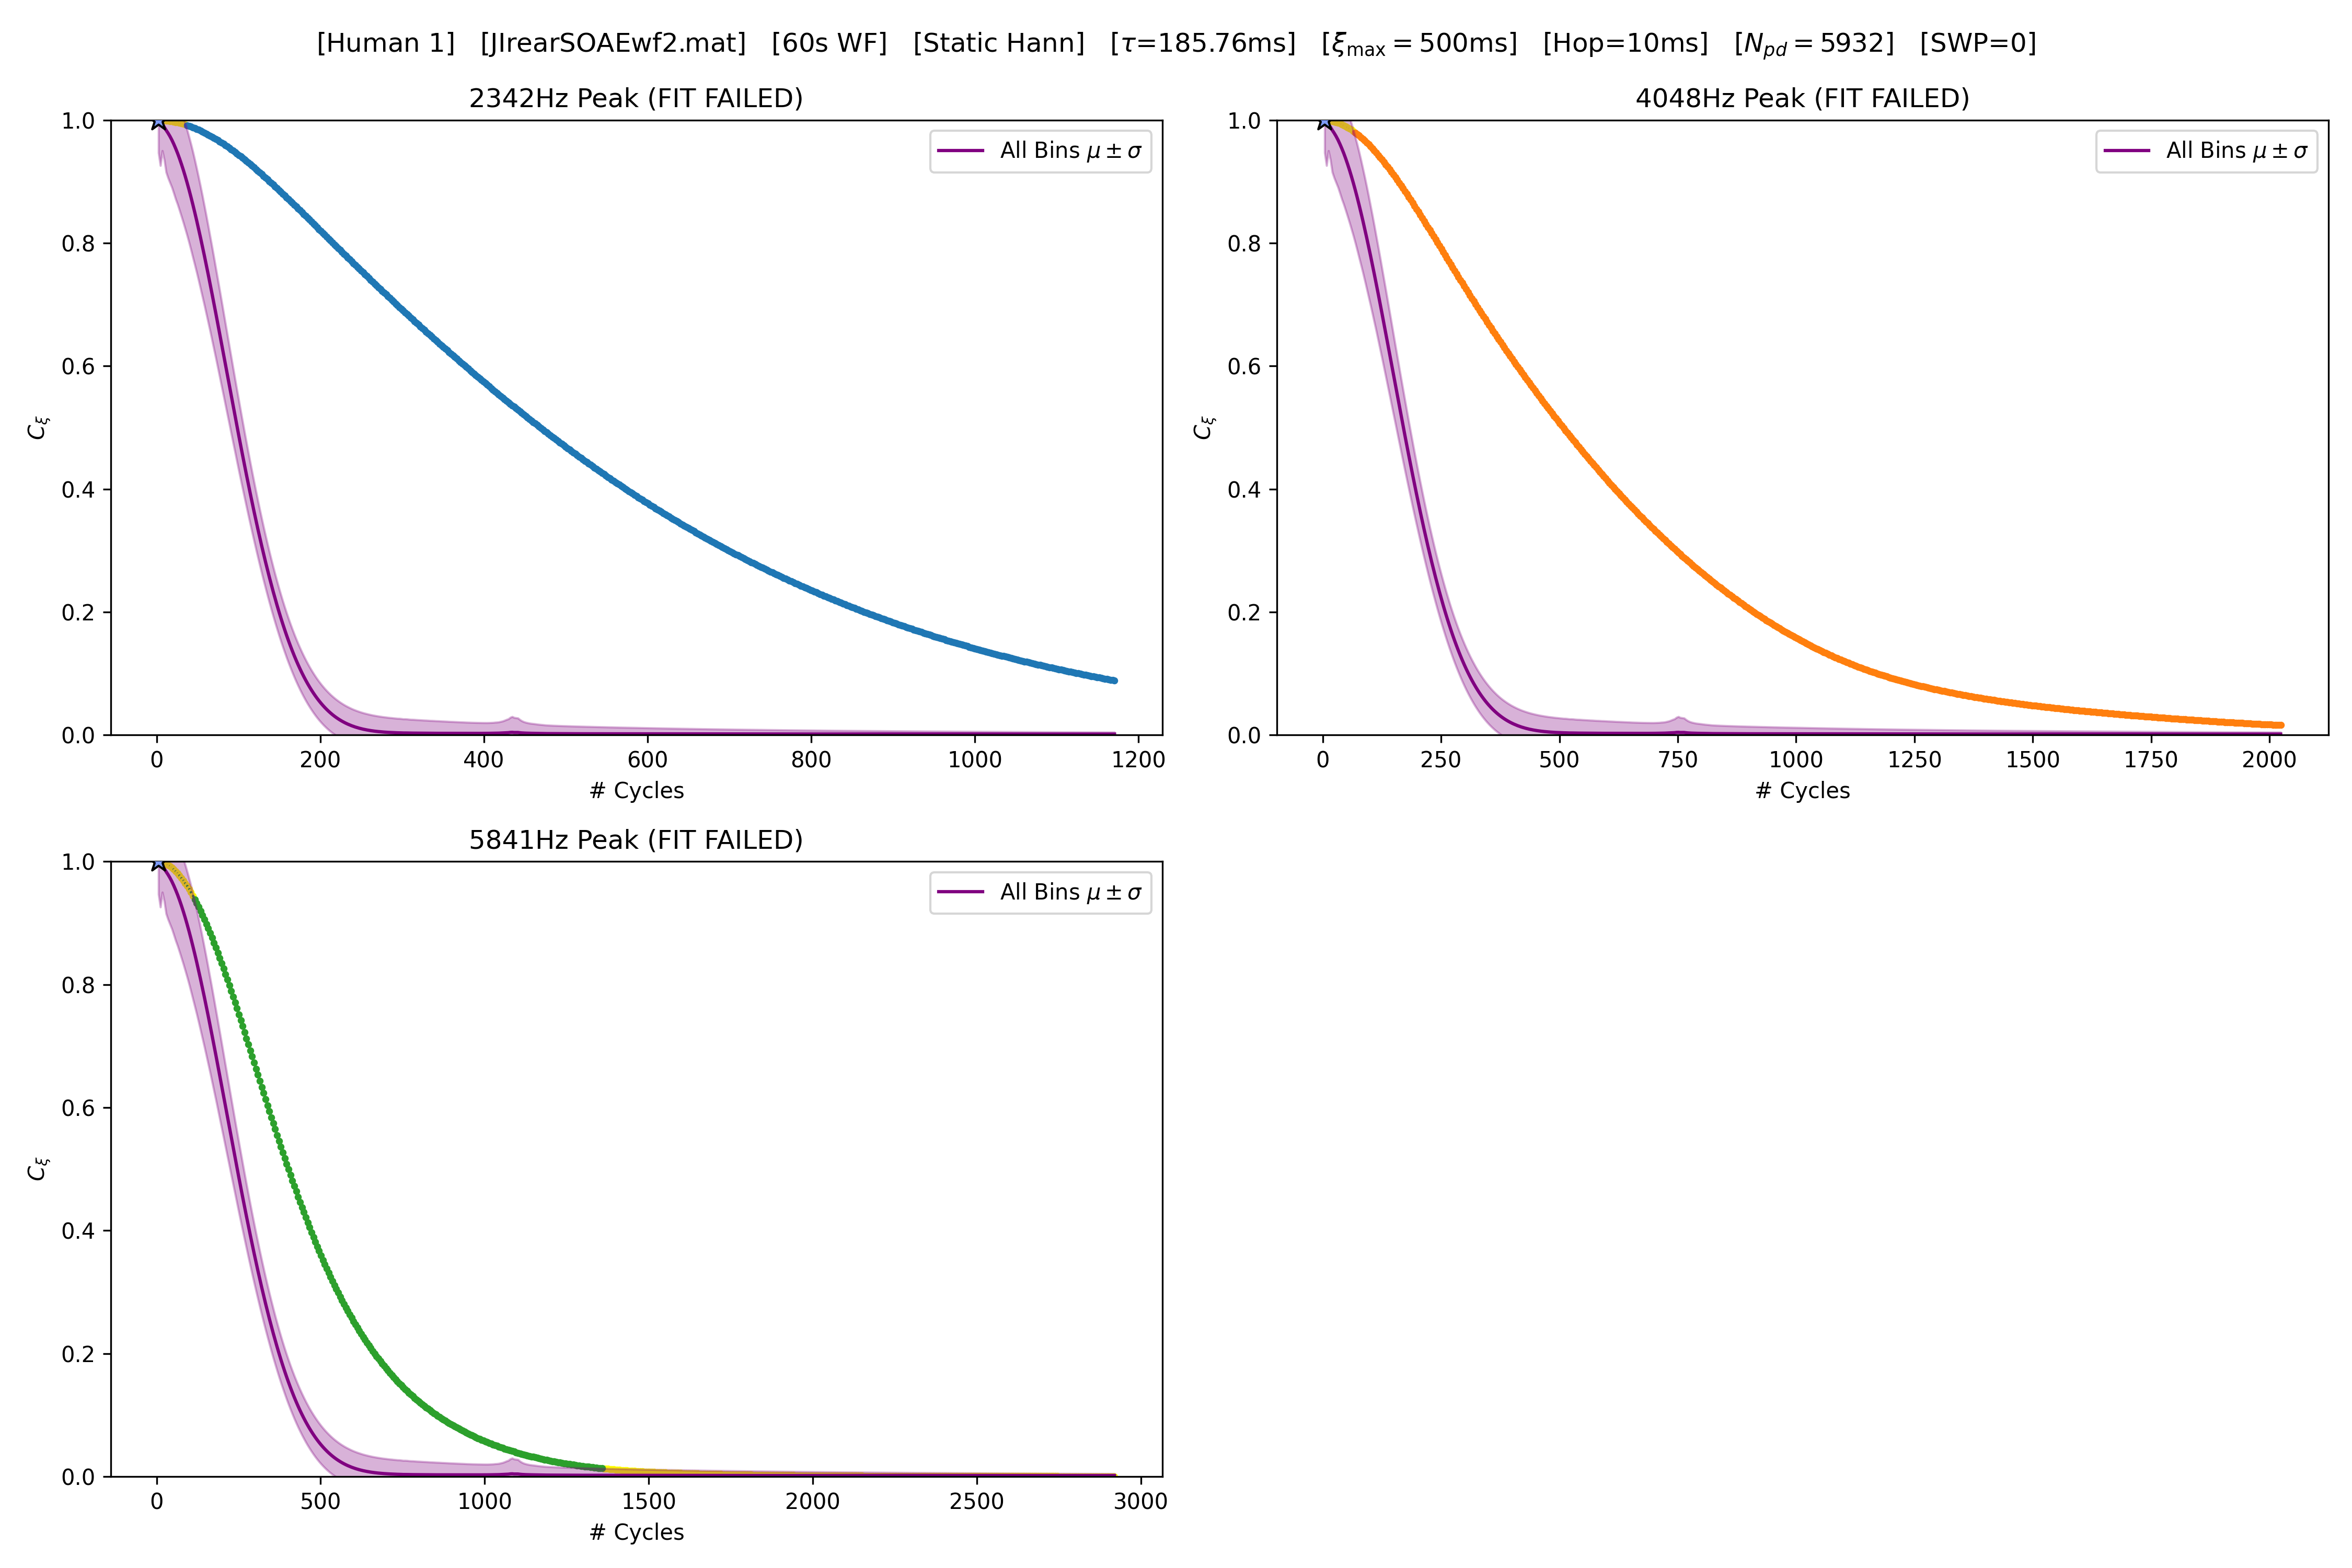 [Human 1] [JIrearSOAEwf2.mat] [60s WF] [Static Hann] [τ=185.76ms] [ξmax = 500ms] [Hop=10ms] [Npd = 5932] [SWP=0]
2342Hz Peak (FIT FAILED)
1.0
0.8
0.6
0.4
0.2
0.0
Cξ
All Bins μ ± σ
0 200 400 600 800 1000 1200
# Cycles
4048Hz Peak (FIT FAILED)
1.0
0.8
0.6
0.4
0.2
0.0
Cξ
All Bins μ ± σ
0 250 500 750 1000 1250 1500 1750 2000
# Cycles
5841Hz Peak (FIT FAILED)
1.0
0.8
0.6
0.4
0.2
0.0
Cξ
All Bins μ ± σ
0 500 1000 1500 2000 2500 3000
# Cycles